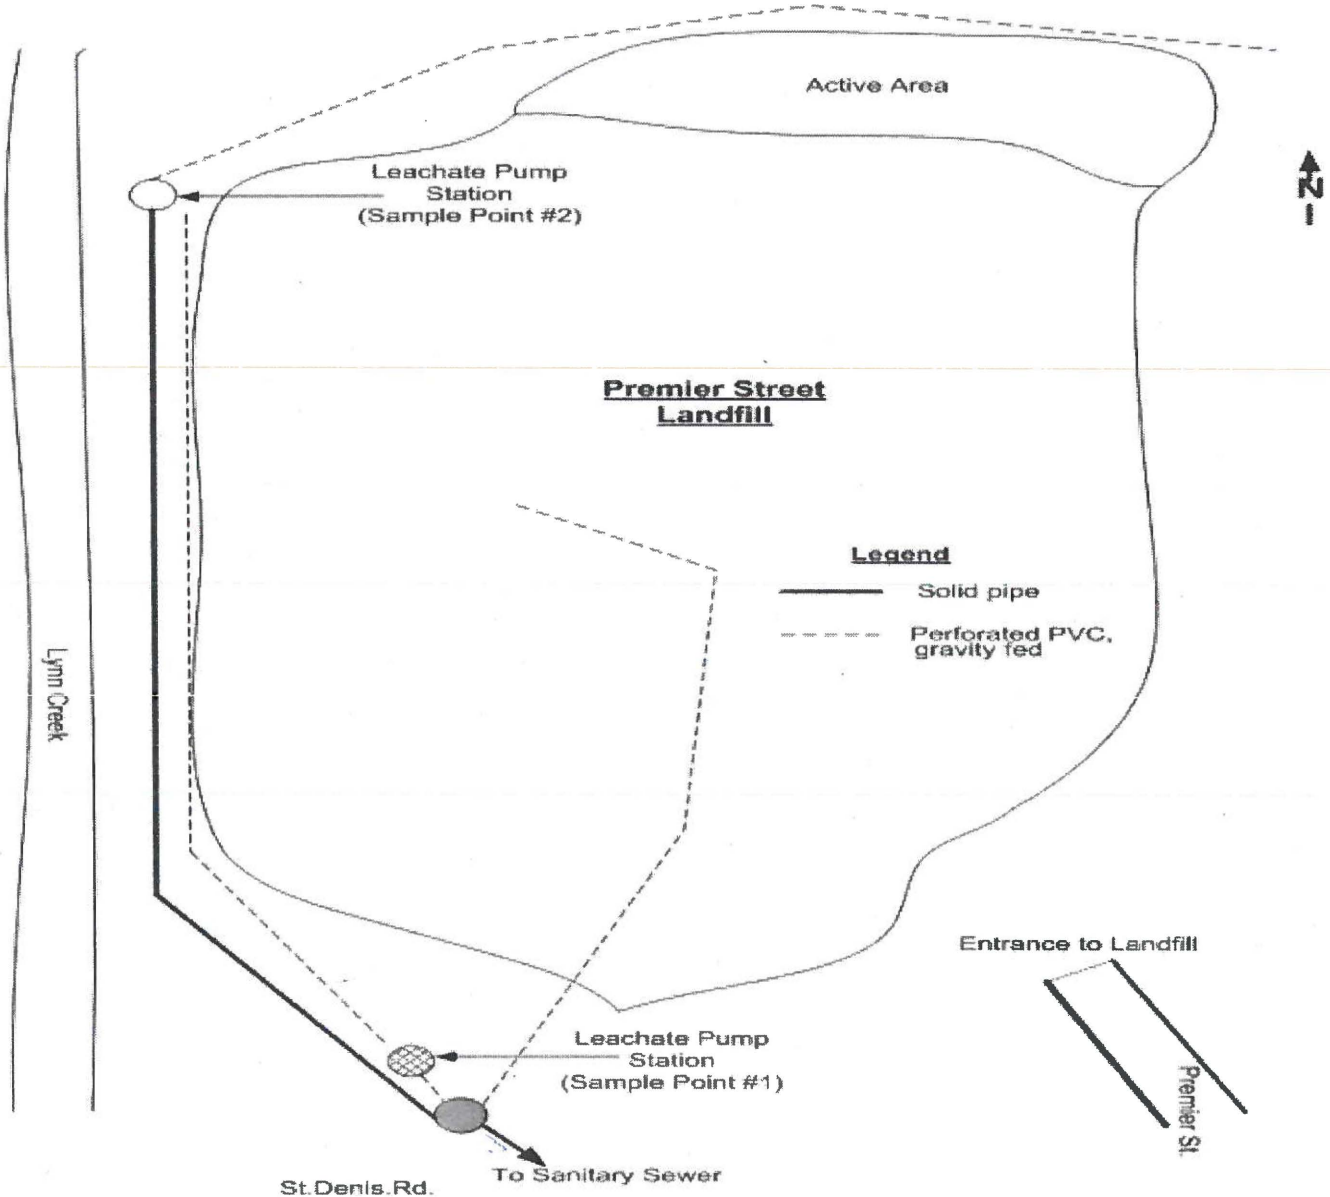 Active Area
Leachate Pump
Station
(Sample Point #2)
N
Premier Street
Landfill
Legend
Solid pipe
Perforated PVC,
gravity fed
Lynn Creek
Entrance to Landfill
Leachate Pump
Station
(Sample Point #1)
Premier St.
To Sanitary Sewer
St.Denis.Rd.